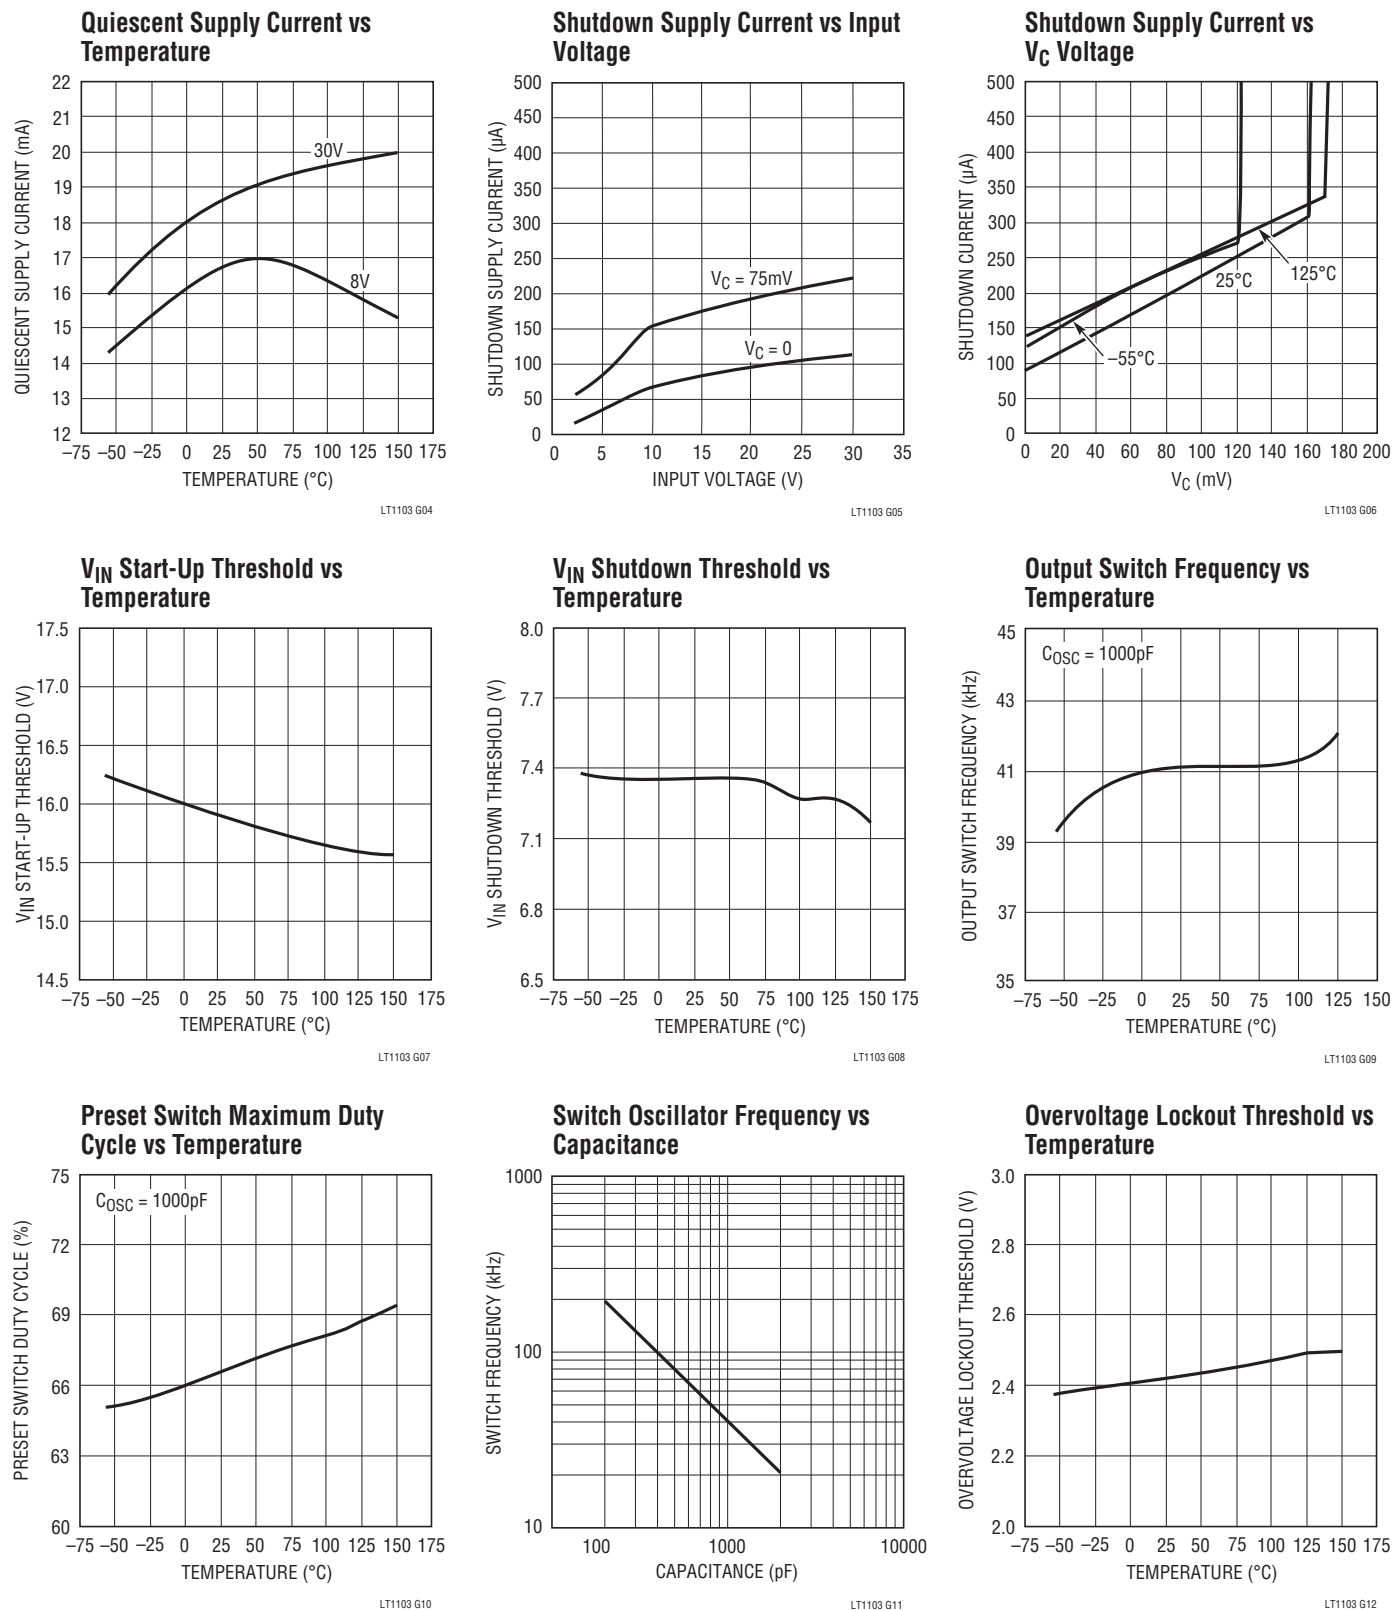 Quiescent Supply Current vs
Temperature
22
21
20
19
18
17
16
15
14
13
12
QUIESCENT SUPPLY CURRENT (mA)
30V
8V
–75 –50 –25 0 25 50 75 100 125 150 175
TEMPERATURE (°C)
LT1103 G04
Shutdown Supply Current vs Input
Voltage
500
450
400
350
300
250
200
150
100
50
0
SHUTDOWN SUPPLY CURRENT (µA)
VC = 75mV
VC = 0
0 5 10 15 20 25 30 35
INPUT VOLTAGE (V)
LT1103 G05
Shutdown Supply Current vs
VC Voltage
500
450
400
350
300
250
200
150
100
50
0
SHUTDOWN CURRENT (µA)
25°C
125°C
–55°C
0 20 40 60 80 100 120 140 160 180 200
VC (mV)
LT1103 G06
VIN Start-Up Threshold vs
Temperature
17.5
17.0
16.5
16.0
15.5
15.0
14.5
VIN START-UP THRESHOLD (V)
–75 –50 –25 0 25 50 75 100 125 150 175
TEMPERATURE (°C)
LT1103 G07
VIN Shutdown Threshold vs
Temperature
8.0
7.7
7.4
7.1
6.8
6.5
VIN SHUTDOWN THRESHOLD (V)
–75 –50 –25 0 25 50 75 100 125 150 175
TEMPERATURE (°C)
LT1103 G08
Output Switch Frequency vs
Temperature
45
43
41
39
37
35
OUTPUT SWITCH FREQUENCY (kHz)
COSC = 1000pF
–75 –50 –25 0 25 50 75 100 125 150
TEMPERATURE (°C)
LT1103 G09
Preset Switch Maximum Duty
Cycle vs Temperature
75
72
69
66
63
60
PRESET SWITCH DUTY CYCLE (%)
COSC = 1000pF
–75 –50 –25 0 25 50 75 100 125 150 175
TEMPERATURE (°C)
LT1103 G10
Switch Oscillator Frequency vs
Capacitance
1000
100
10
SWITCH FREQUENCY (kHz)
100 1000 10000
CAPACITANCE (pF)
LT1103 G11
Overvoltage Lockout Threshold vs
Temperature
3.0
2.8
2.6
2.4
2.2
2.0
OVERVOLTAGE LOCKOUT THRESHOLD (V)
–75 –50 –25 0 25 50 75 100 125 150 175
TEMPERATURE (°C)
LT1103 G12